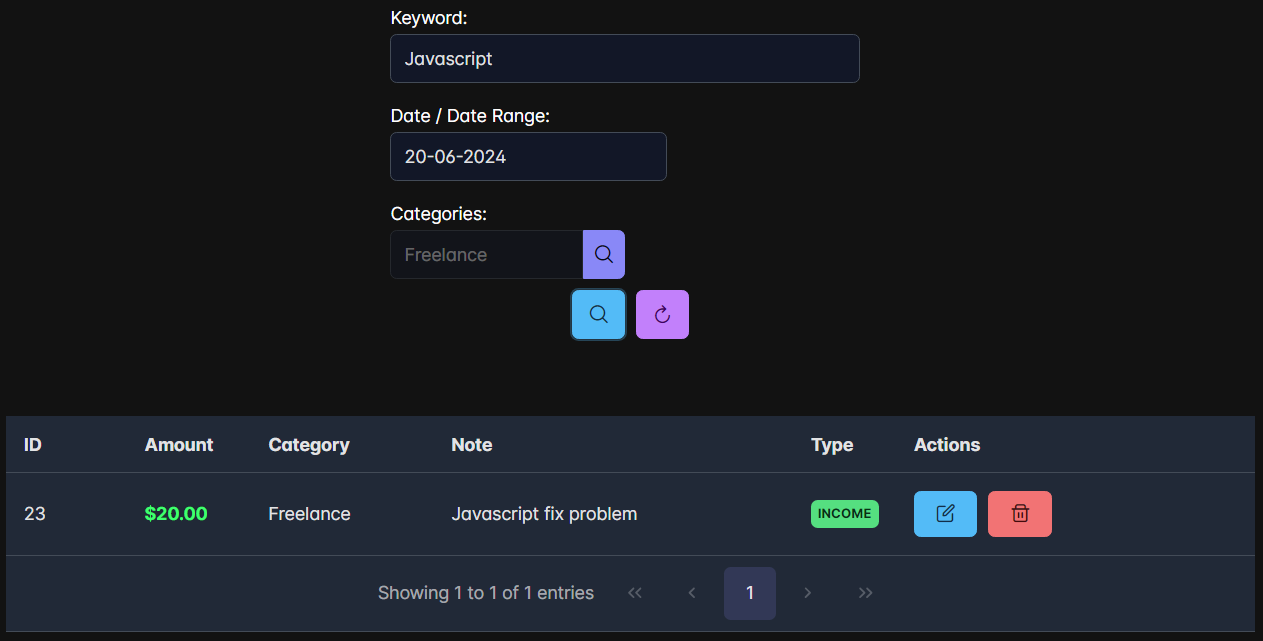 Keyword:
Javascript
Date / Date Range:
20-06-2024
Categories:
Freelance
ID Amount Category Note Type Actions
23 $20.00 Freelance Javascript fix problem INCOME
Showing 1 to 1 of 1 entries « ‹ 1 › »